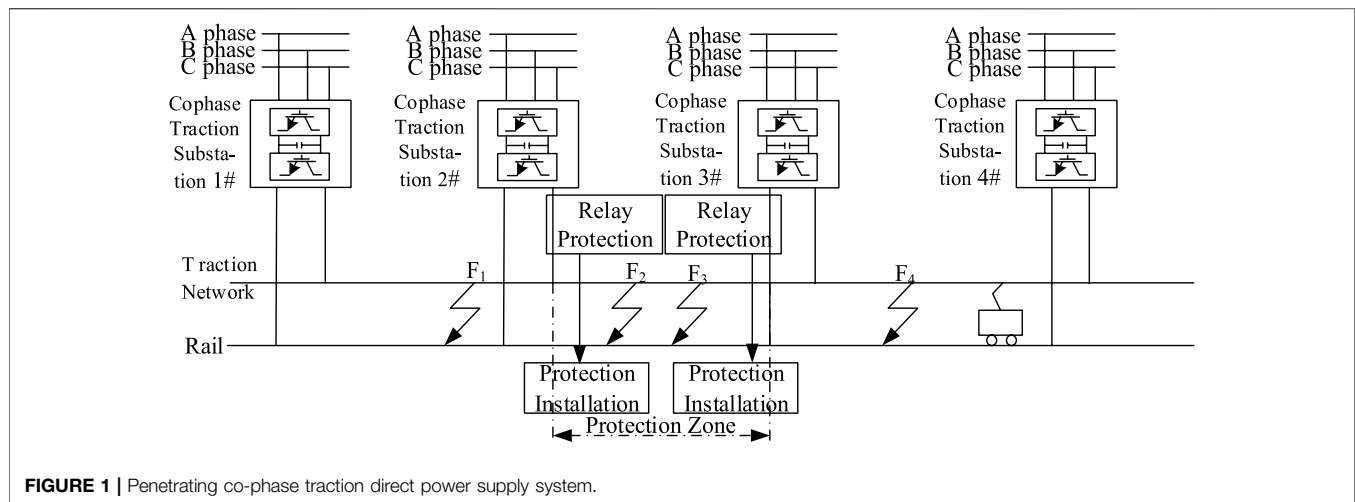 A phase
B phase
C phase
A phase
B phase
C phase
A phase
B phase
C phase
A phase
B phase
C phase
Cophase
Traction
Substa-
tion 1#
Cophase
Traction
Substa-
tion 2#
Cophase
Traction
Substa-
tion 3#
Cophase
Traction
Substa-
tion 4#
Relay
Protection
Relay
Protection
Traction
Network
F1
F2
F3
F4
Rail
Protection
Installation
Protection
Installation
Protection Zone
FIGURE 1 | Penetrating co-phase traction direct power supply system.